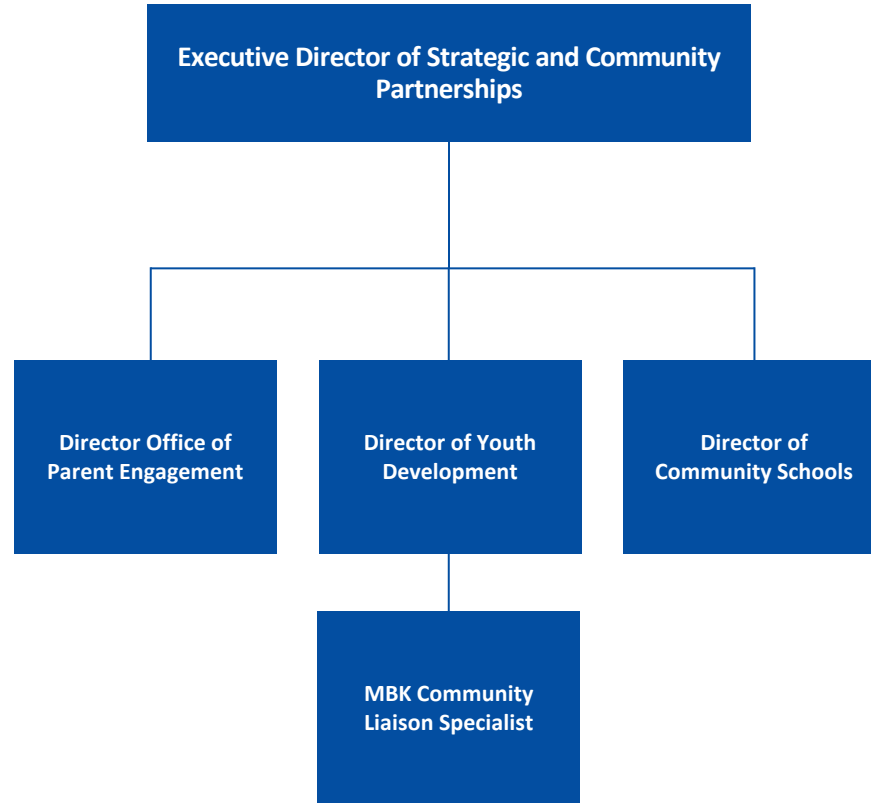 Executive Director of Strategic and Community
Partnerships
Director Office of
Parent Engagement
Director of Youth
Development
Director of
Community Schools
MBK Community
Liaison Specialist